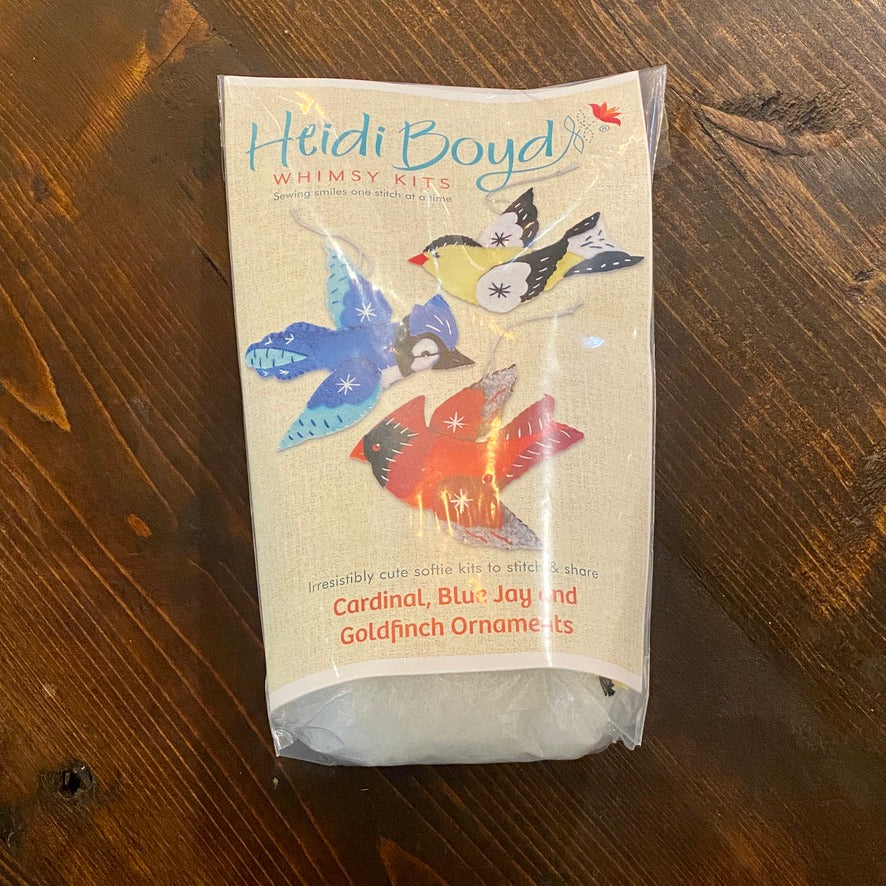 Heidi Boyd ®
WHIMSY KITS
Sewing smiles one stitch at a time
Irresistibly cute softie kits to stitch & share
Cardinal, Blue Jay and
Goldfinch Ornaments